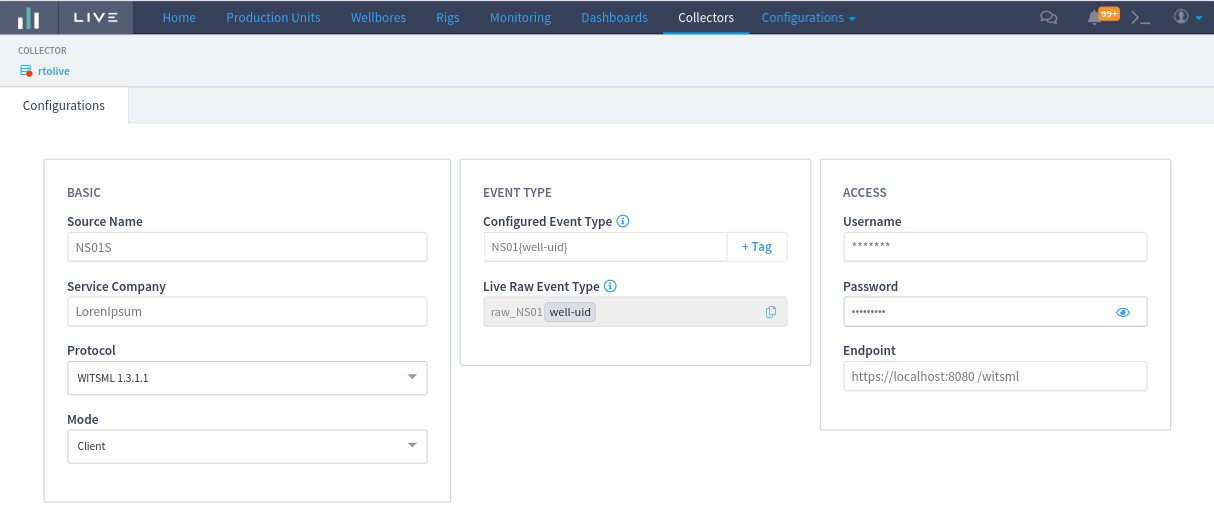 LIVE Home Production Units Wellbores Rigs Monitoring Dashboards Collectors Configurations 99+
COLLECTOR
rtolive
Configurations
BASIC
Source Name
NS01S
Service Company
LorenIpsum
Protocol
WITSML 1.3.1.1
Mode
Client
EVENT TYPE
Configured Event Type
NS01{well-uid} + Tag
Live Raw Event Type
raw_NS01 well-uid
ACCESS
Username
*******
Password
•••••••••
Endpoint
https://localhost:8080 /witsml